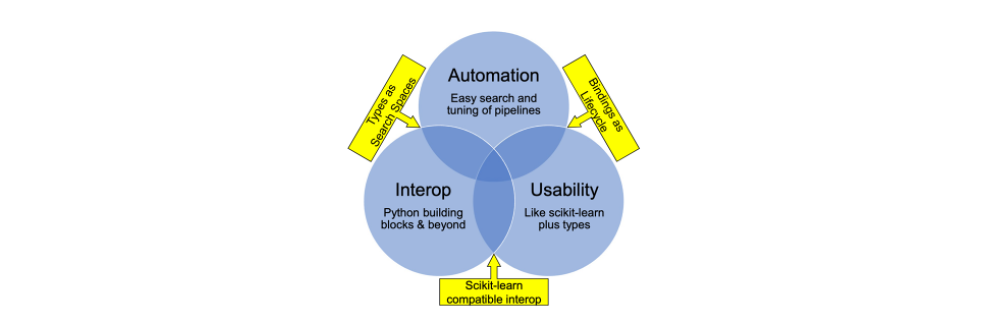 Automation
Easy search and
tuning of pipelines
Types as
Search Spaces
Bindings as
Lifecycle
Interop
Python building
blocks & beyond
Usability
Like scikit-learn
plus types
Scikit-learn
compatible interop